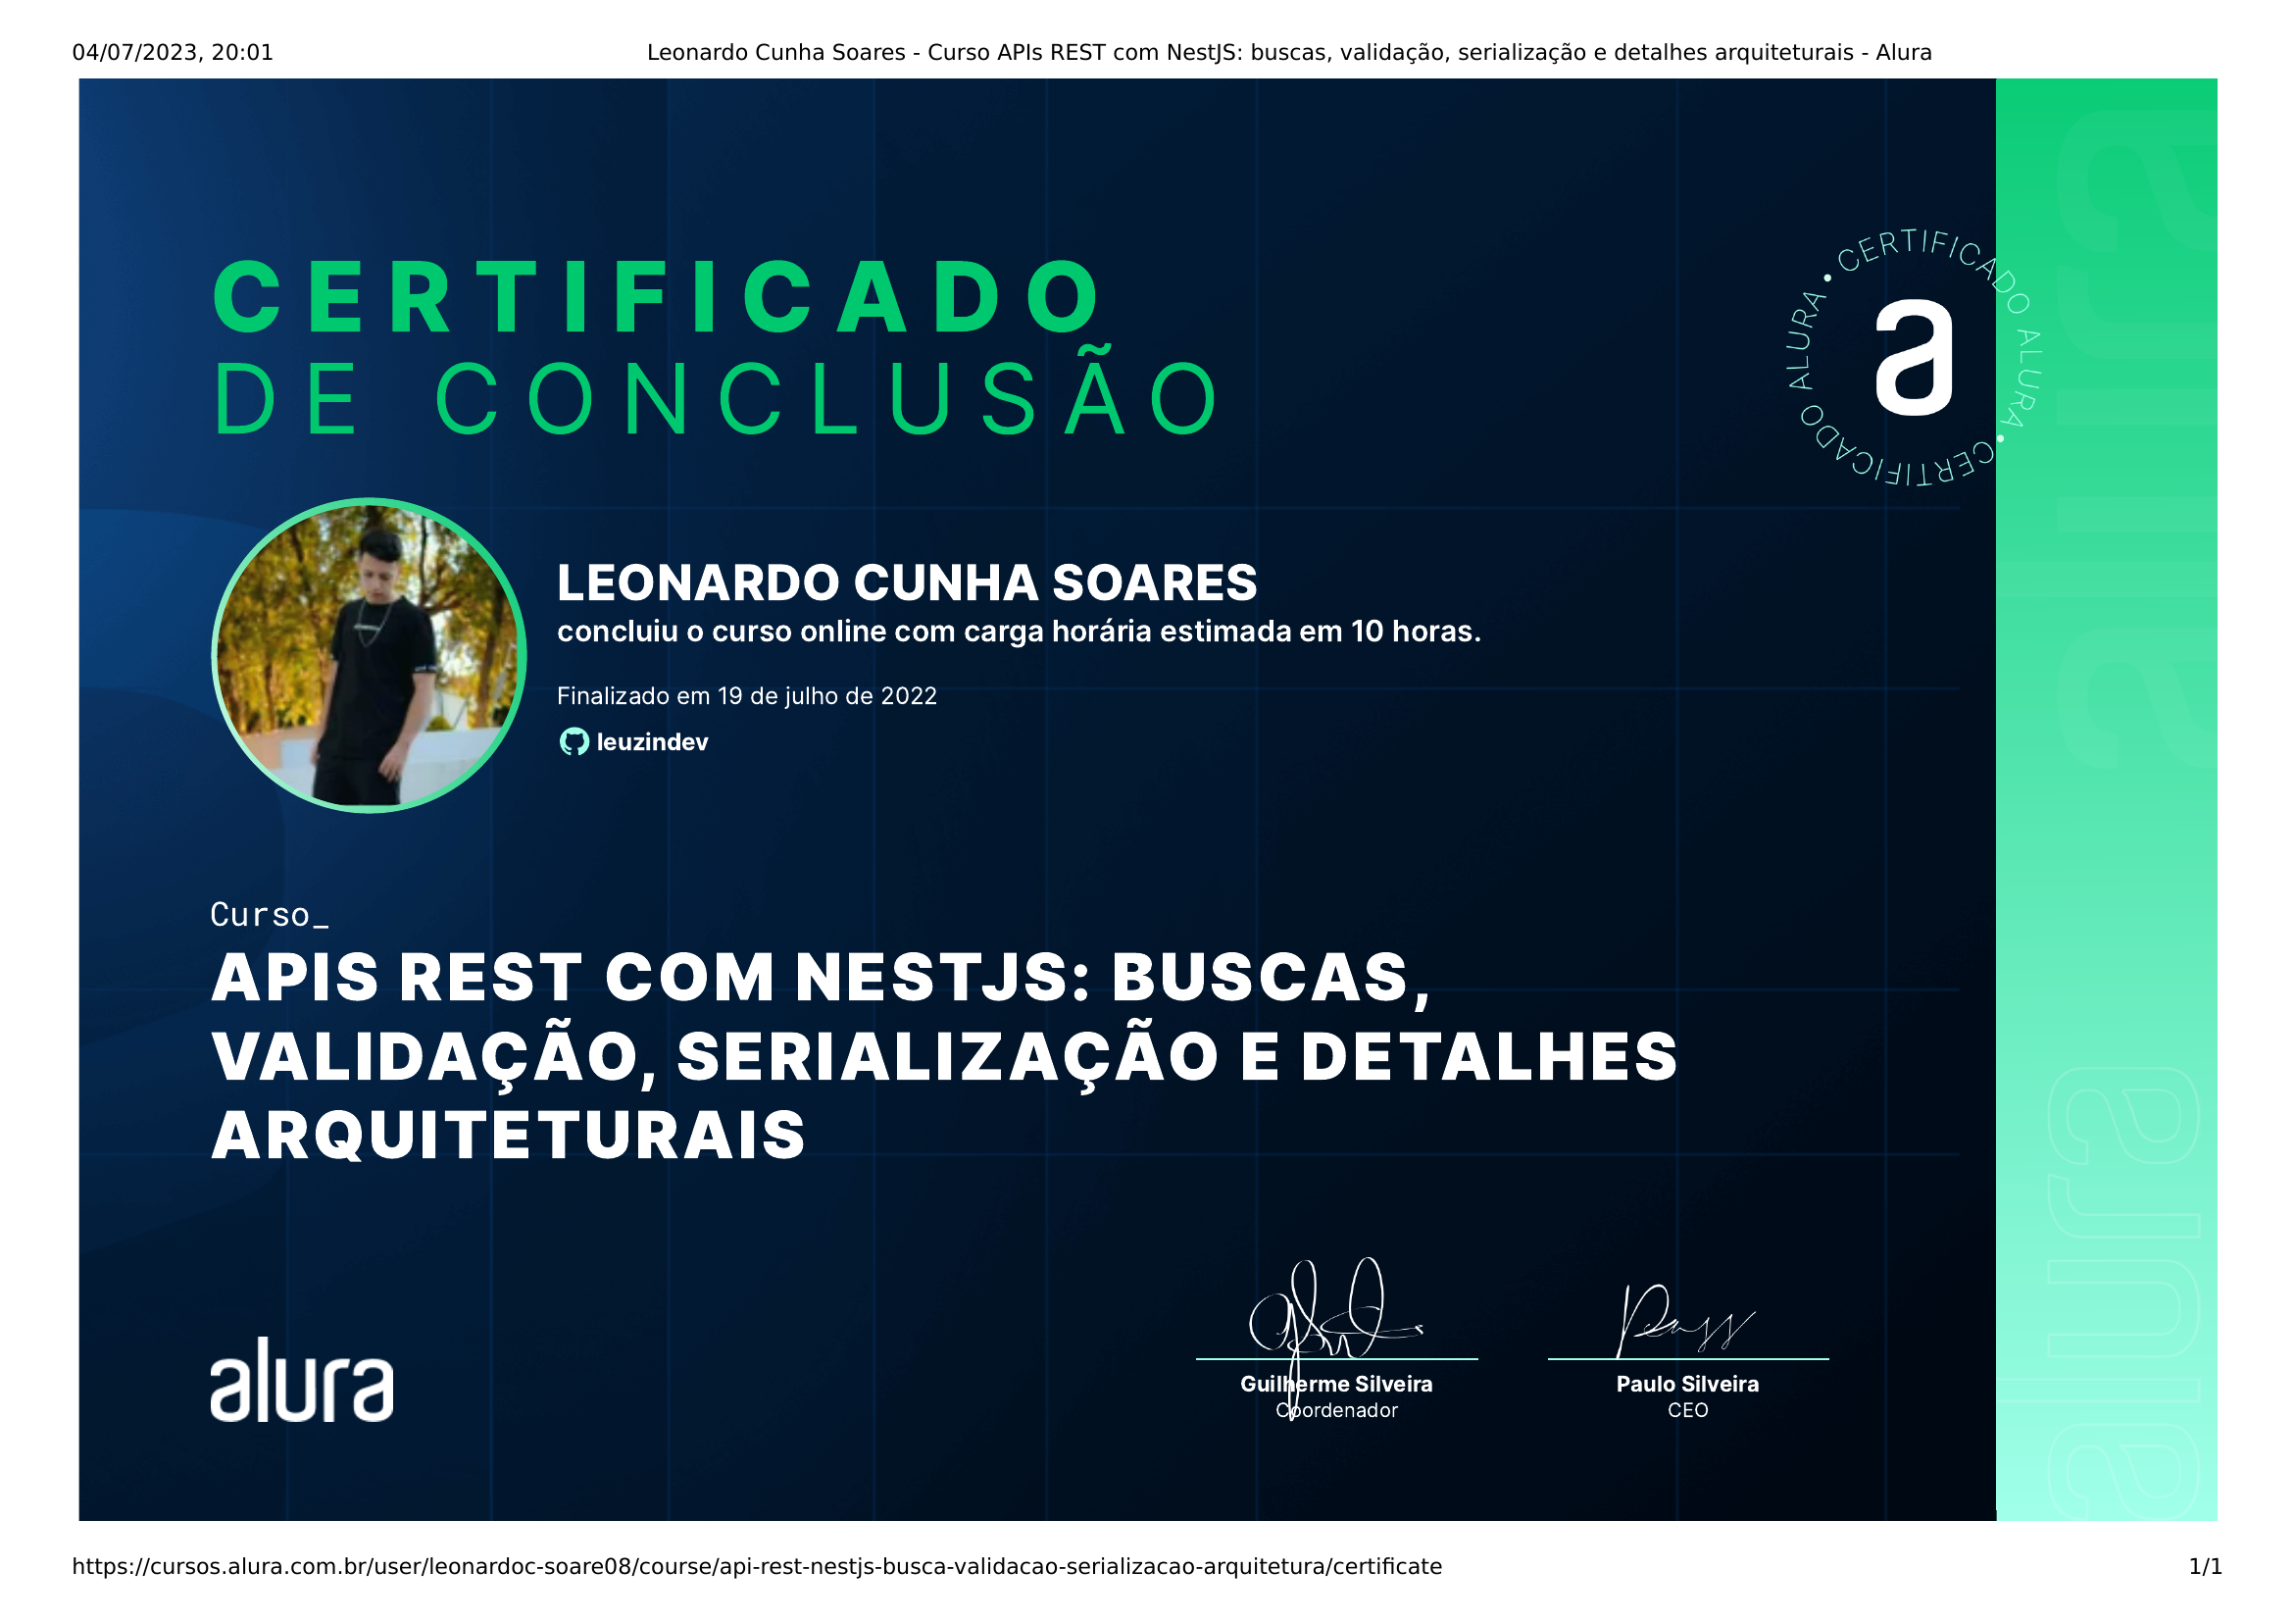 04/07/2023, 20:01
Leonardo Cunha Soares - Curso APIs REST com NestJS: buscas, validação, serialização e detalhes arquiteturais - Alura
CERTIFICADO
DE CONCLUSÃO
CERTIFICADO ALURA • CERTIFICADO ALURA •
a
LEONARDO CUNHA SOARES
concluiu o curso online com carga horária estimada em 10 horas.
Finalizado em 19 de julho de 2022
leuzindev
Curso_
APIS REST COM NESTJS: BUSCAS,
VALIDAÇÃO, SERIALIZAÇÃO E DETALHES
ARQUITETURAIS
alura
Guilherme Silveira
Coordenador
Paulo Silveira
CEO
alura
alura
https://cursos.alura.com.br/user/leonardoc-soare08/course/api-rest-nestjs-busca-validacao-serializacao-arquitetura/certificate
1/1